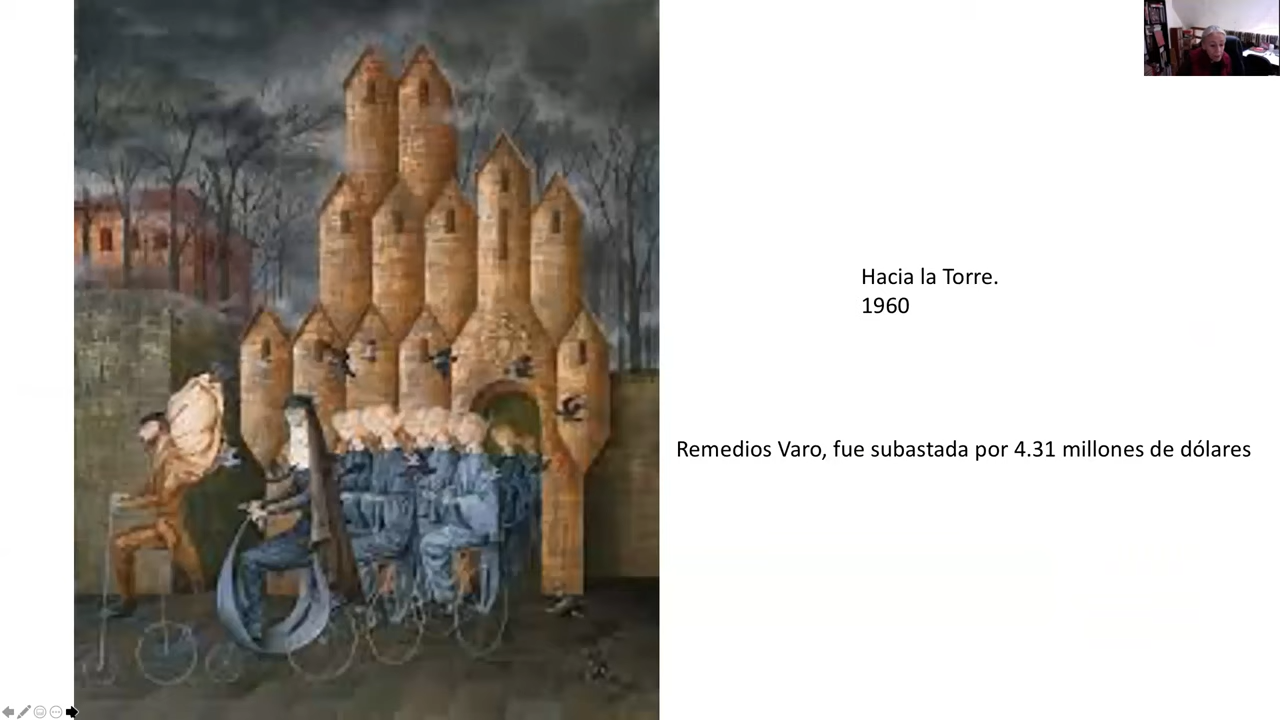 Hacia la Torre.
1960
Remedios Varo, fue subastada por 4.31 millones de dólares